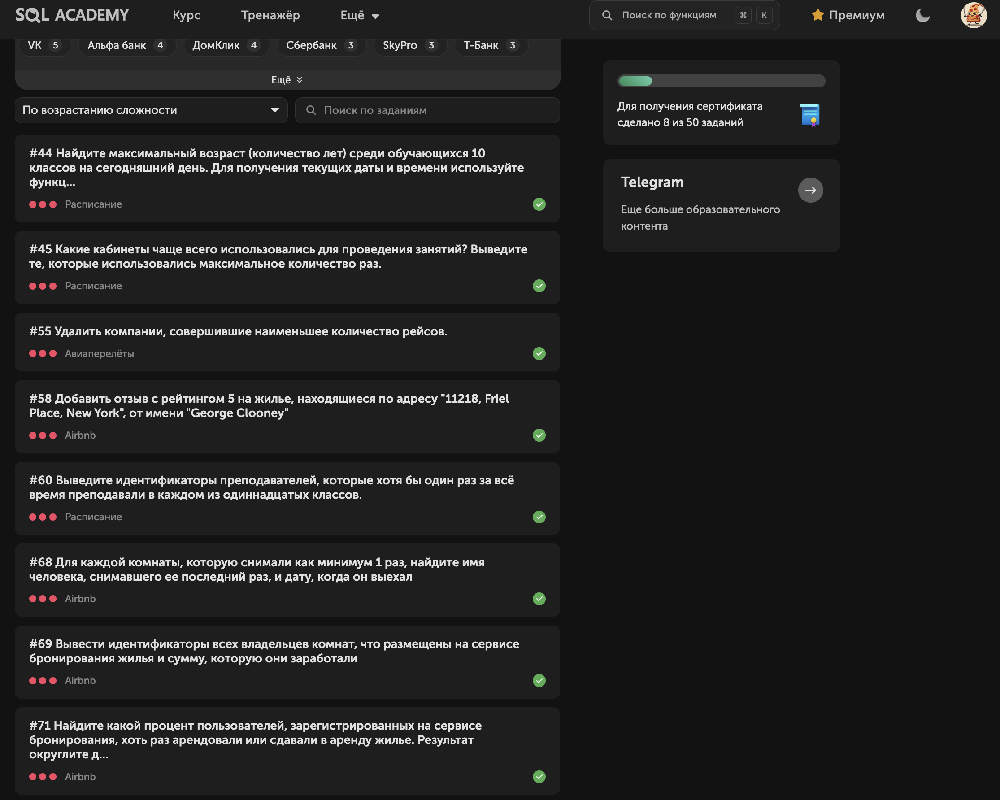 SQL ACADEMY
Курс
Тренажёр
Ещё
Поиск по функциям
⌘
K
Премиум
VK 5
Альфа банк 4
ДомКлик 4
Сбербанк 3
SkyPro 3
Т-Банк 3
Ещё
По возрастанию сложности
Поиск по заданиям
#44 Найдите максимальный возраст (количество лет) среди обучающихся 10
классов на сегодняшний день. Для получения текущих даты и времени используйте
функц...
Расписание
#45 Какие кабинеты чаще всего использовались для проведения занятий? Выведите
те, которые использовались максимальное количество раз.
Расписание
#55 Удалить компании, совершившие наименьшее количество рейсов.
Авиаперелёты
#58 Добавить отзыв с рейтингом 5 на жилье, находящиеся по адресу "11218, Friel
Place, New York", от имени "George Clooney"
Airbnb
#60 Выведите идентификаторы преподавателей, которые хотя бы один раз за всё
время преподавали в каждом из одиннадцатых классов.
Расписание
#68 Для каждой комнаты, которую снимали как минимум 1 раз, найдите имя
человека, снимавшего ее последний раз, и дату, когда он выехал
Airbnb
#69 Вывести идентификаторы всех владельцев комнат, что размещены на сервисе
бронирования жилья и сумму, которую они заработали
Airbnb
#71 Найдите какой процент пользователей, зарегистрированных на сервисе
бронирования, хоть раз арендовали или сдавали в аренду жилье. Результат
округлите д...
Airbnb
Для получения сертификата
сделано 8 из 50 заданий
Telegram
Еще больше образовательного
контента